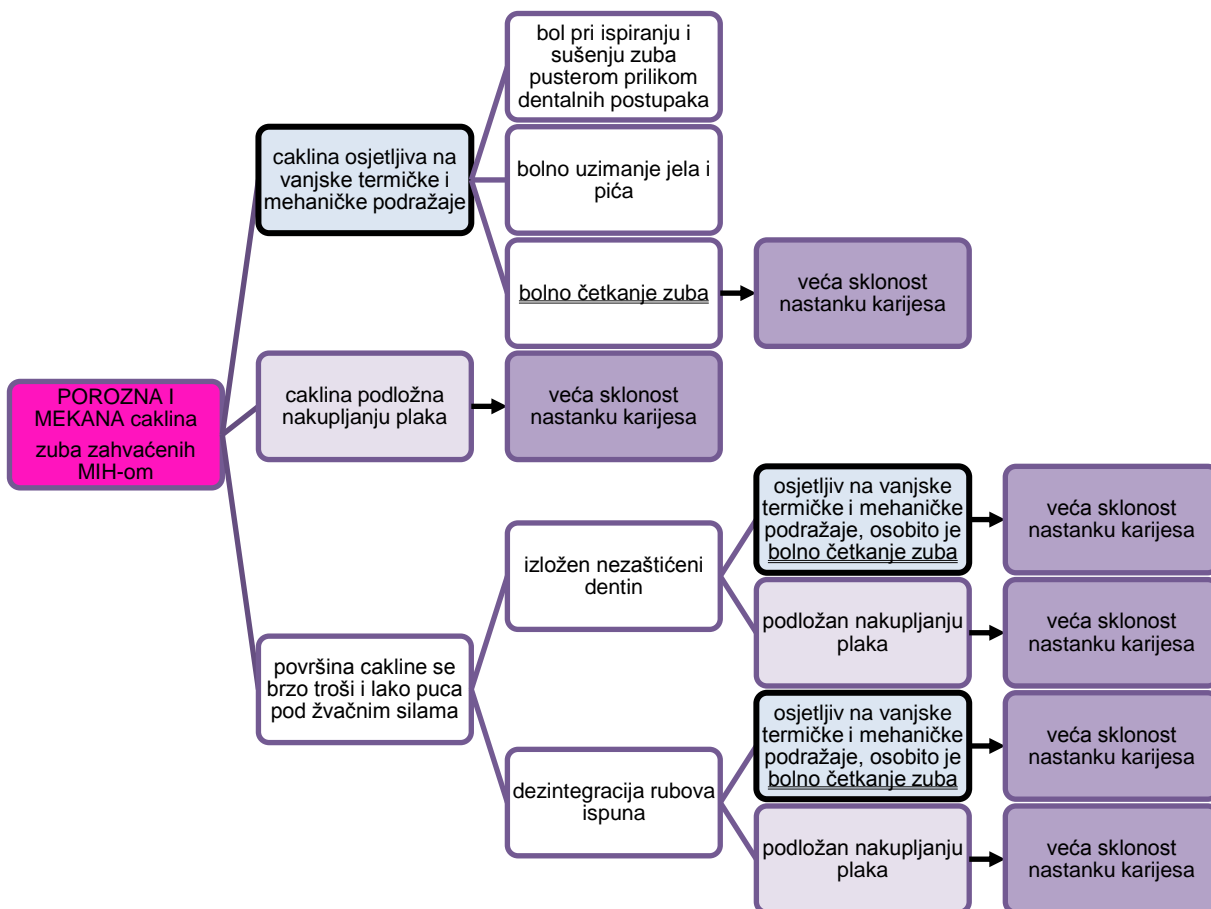 bol pri ispiranju i
sušenju zuba
pusterom prilikom
dentalnih postupaka
caklina osjetljiva na
vanjske termičke i
mehaničke podražaje
bolno uzimanje jela i
pića
bolno četkanje zuba
veća sklonost
nastanku karijesa
POROZNA I
MEKANA caklina
zuba zahvaćenih
MIH-om
caklina podložna
nakupljanju plaka
veća sklonost
nastanku karijesa
površina cakline se
brzo troši i lako puca
pod žvačnim silama
izložen nezaštićeni
dentin
osjetljiv na vanjske
termičke i mehaničke
podražaje, osobito je
bolno četkanje zuba
veća sklonost
nastanku karijesa
podložan nakupljanju
plaka
veća sklonost
nastanku karijesa
dezintegracija rubova
ispuna
osjetljiv na vanjske
termičke i mehaničke
podražaje, osobito je
bolno četkanje zuba
veća sklonost
nastanku karijesa
podložan nakupljanju
plaka
veća sklonost
nastanku karijesa